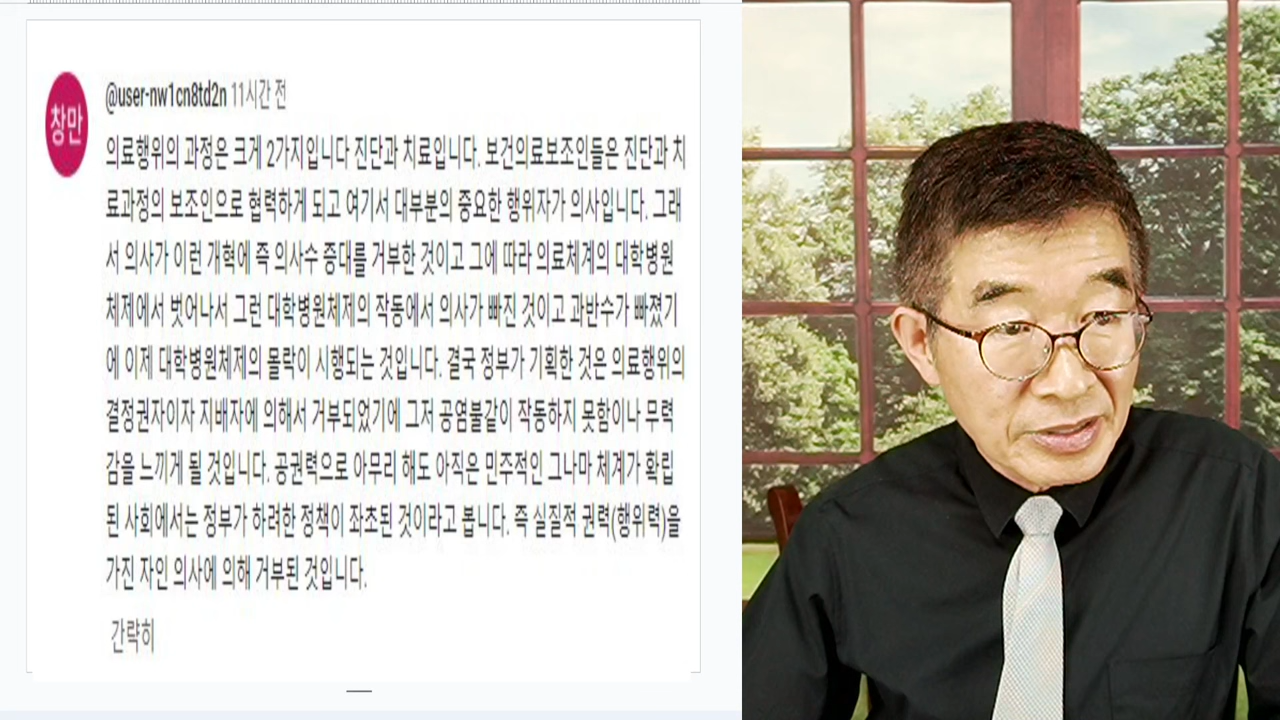 창만
@user-nw1cn8td2n 11시간 전
의료행위의 과정은 크게 2가지입니다 진단과 치료입니다. 보건의료보조인들은 진단과 치
료과정의 보조인으로 협력하게 되고 여기서 대부분의 중요한 행위자가 의사입니다. 그래
서 의사가 이런 개혁에 즉 의사수 증대를 거부한 것이고 그에 따라 의료체계의 대학병원
체제에서 벗어나서 그런 대학병원체제의 작동에서 의사가 빠진 것이고 과반수가 빠졌기
에 이제 대학병원체제의 몰락이 시행되는 것입니다. 결국 정부가 기획한 것은 의료행위의
결정권자이자 지배자에 의해서 거부되었기에 그저 공염불같이 작동하지 못함이나 무력
감을 느끼게 될 것입니다. 공권력으로 아무리 해도 아직은 민주적인 그나마 체계가 확립
된 사회에서는 정부가 하려한 정책이 좌초된 것이라고 봅니다. 즉 실질적 권력(행위력)을
가진 자인 의사에 의해 거부된 것입니다.
간략히